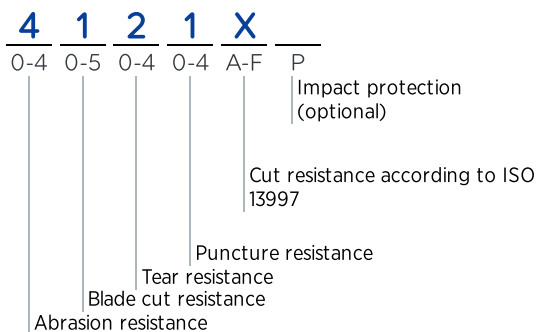 4 1 2 1 X
0-4 0-5 0-4 0-4 A-F P
Impact protection
(optional)
Cut resistance according to ISO
13997
Puncture resistance
Tear resistance
Blade cut resistance
Abrasion resistance